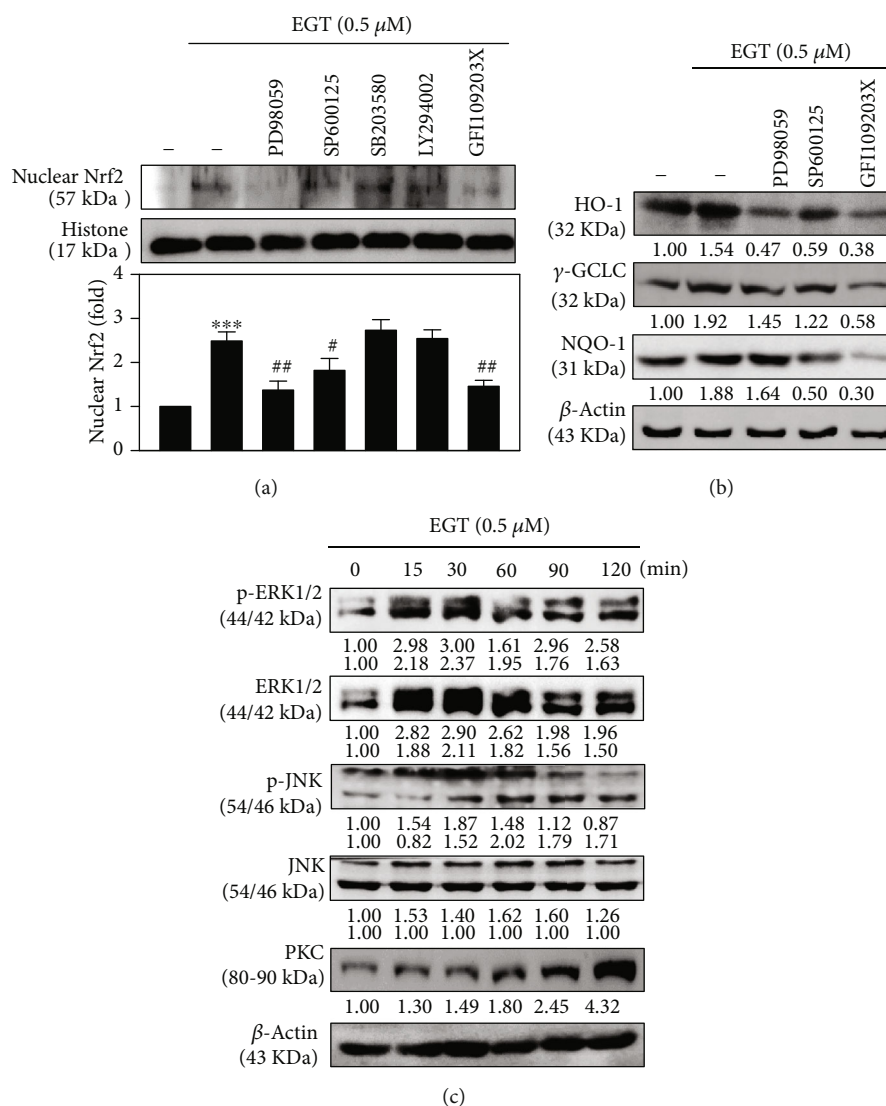 EGT (0.5 μM)
– – PD98059 SP600125 SB203580 LY294002 GFI109203X
Nuclear Nrf2
(57 kDa )
Histone
(17 kDa )
Nuclear Nrf2 (fold)
4
3
2
1
0
*** ## # ##
(a)
EGT (0.5 μM)
– – PD98059 SP600125 GFI109203X
HO-1
(32 KDa)
1.00 1.54 0.47 0.59 0.38
γ-GCLC
(32 kDa)
1.00 1.92 1.45 1.22 0.58
NQO-1
(31 kDa)
1.00 1.88 1.64 0.50 0.30
β-Actin
(43 KDa)
(b)
EGT (0.5 μM)
0 15 30 60 90 120 (min)
p-ERK1/2
(44/42 kDa)
1.00 2.98 3.00 1.61 2.96 2.58
1.00 2.18 2.37 1.95 1.76 1.63
ERK1/2
(44/42 kDa)
1.00 2.82 2.90 2.62 1.98 1.96
1.00 1.88 2.11 1.82 1.56 1.50
p-JNK
(54/46 kDa)
1.00 1.54 1.87 1.48 1.12 0.87
1.00 0.82 1.52 2.02 1.79 1.71
JNK
(54/46 kDa)
1.00 1.53 1.40 1.62 1.60 1.26
1.00 1.00 1.00 1.00 1.00 1.00
PKC
(80-90 kDa)
1.00 1.30 1.49 1.80 2.45 4.32
β-Actin
(43 KDa)
(c)